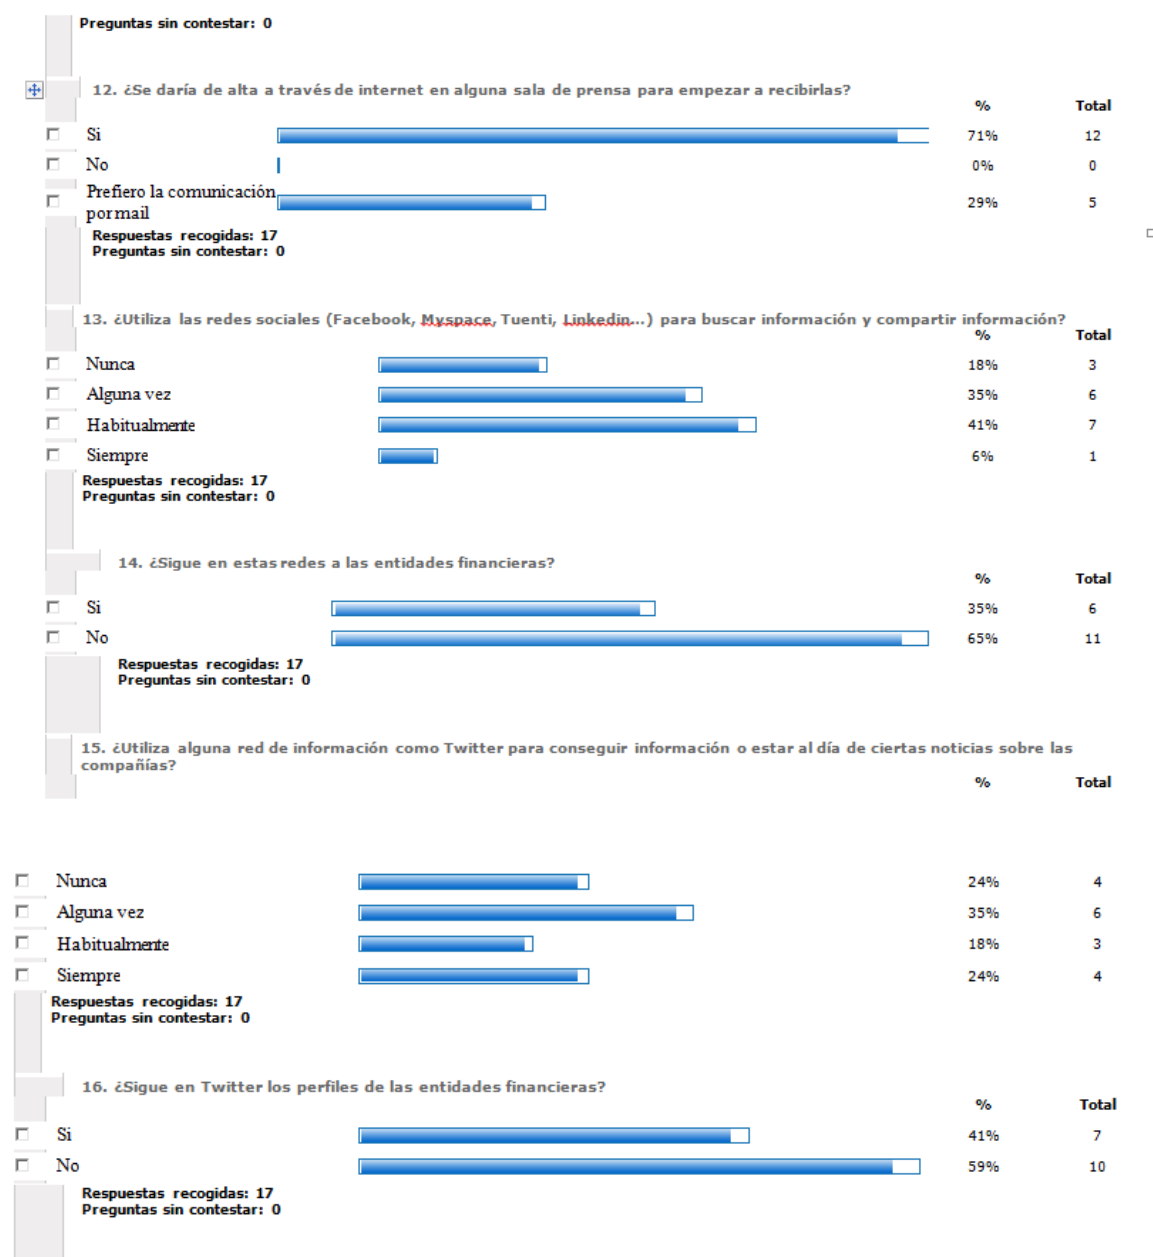 Preguntas sin contestar: 0
12. ¿Se daría de alta a través de internet en alguna sala de prensa para empezar a recibirlas?
% Total
Si 71% 12
No 0% 0
Prefiero la comunicación
por mail 29% 5
Respuestas recogidas: 17
Preguntas sin contestar: 0
13. ¿Utiliza las redes sociales (Facebook, Myspace, Tuenti, Linkedin...) para buscar información y compartir información?
% Total
Nunca 18% 3
Alguna vez 35% 6
Habitualmente 41% 7
Siempre 6% 1
Respuestas recogidas: 17
Preguntas sin contestar: 0
14. ¿Sigue en estas redes a las entidades financieras?
% Total
Si 35% 6
No 65% 11
Respuestas recogidas: 17
Preguntas sin contestar: 0
15. ¿Utiliza alguna red de información como Twitter para conseguir información o estar al día de ciertas noticias sobre las
compañías?
% Total
Nunca 24% 4
Alguna vez 35% 6
Habitualmente 18% 3
Siempre 24% 4
Respuestas recogidas: 17
Preguntas sin contestar: 0
16. ¿Sigue en Twitter los perfiles de las entidades financieras?
% Total
Si 41% 7
No 59% 10
Respuestas recogidas: 17
Preguntas sin contestar: 0